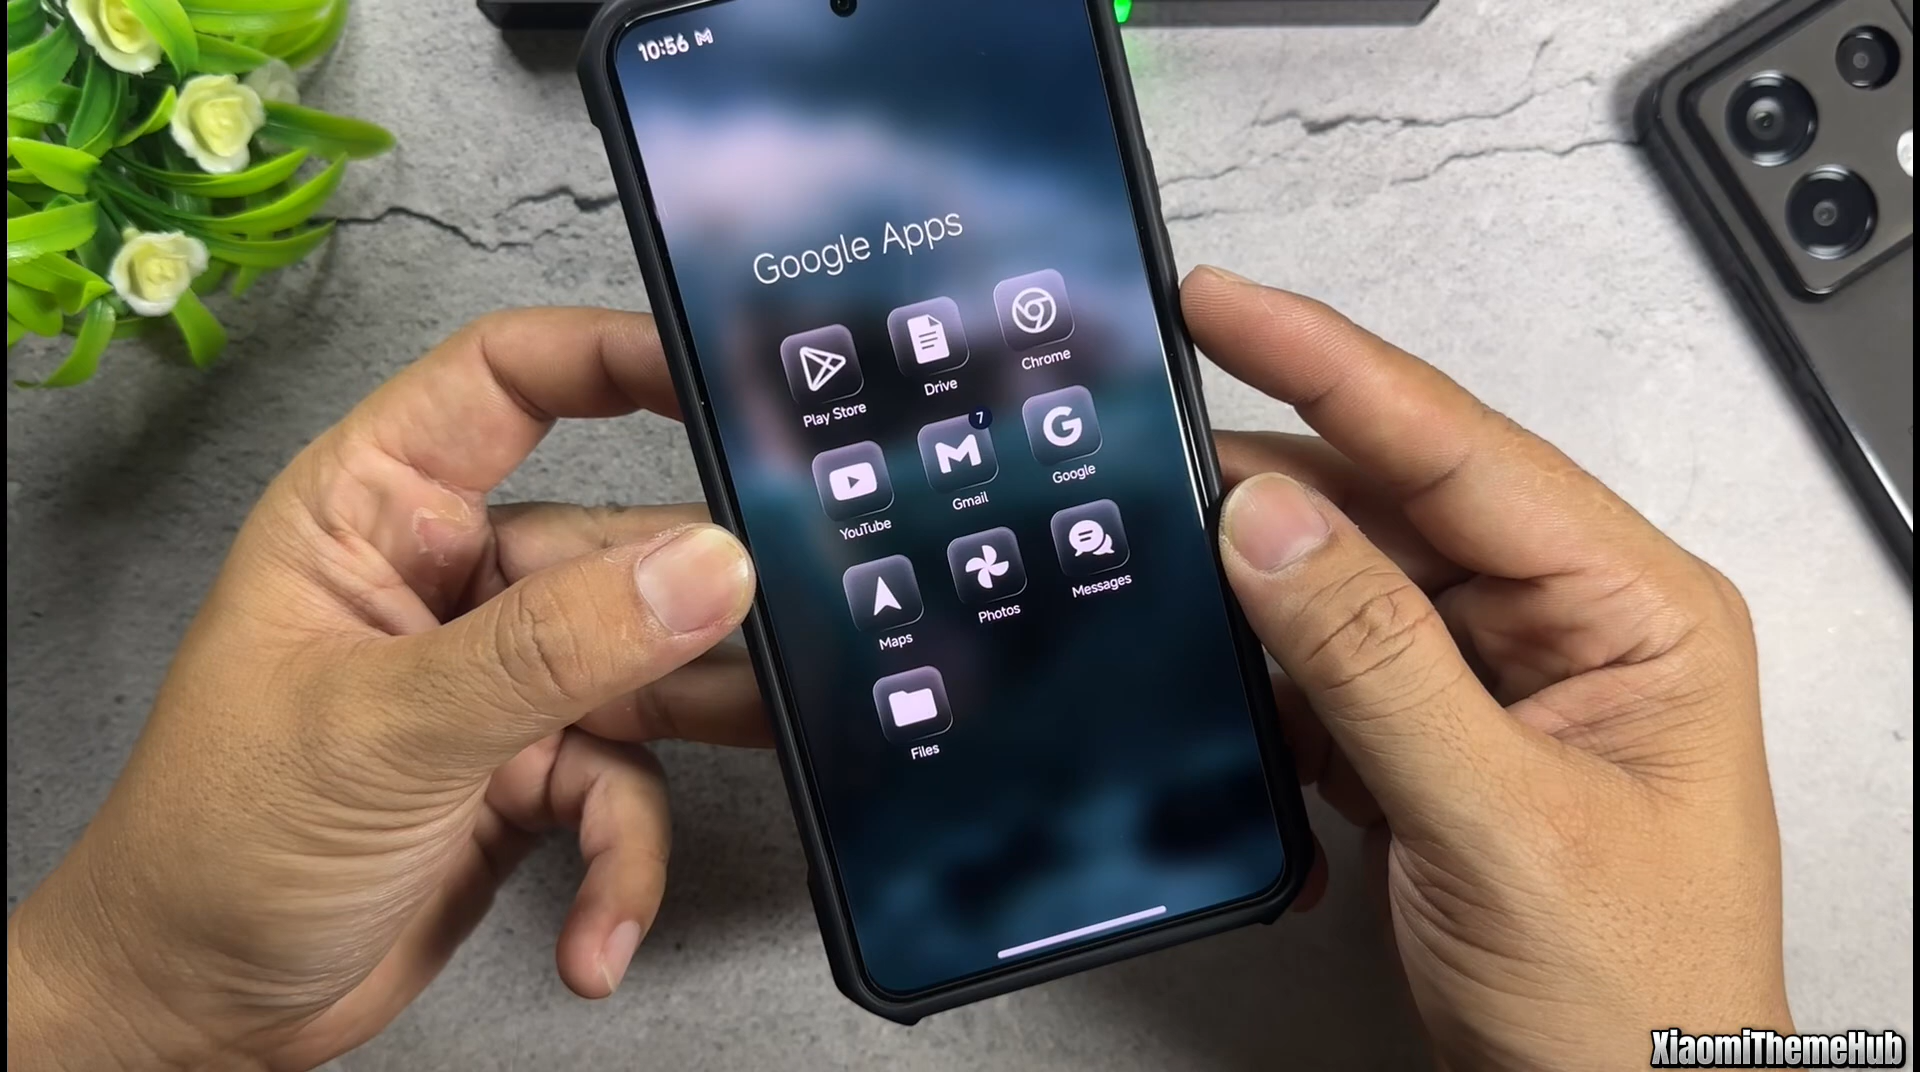 10:56
Google Apps
Play Store
Drive
Chrome
7
YouTube
Gmail
G
Google
Maps
Photos
Messages
Files
XiaomiThemeHub